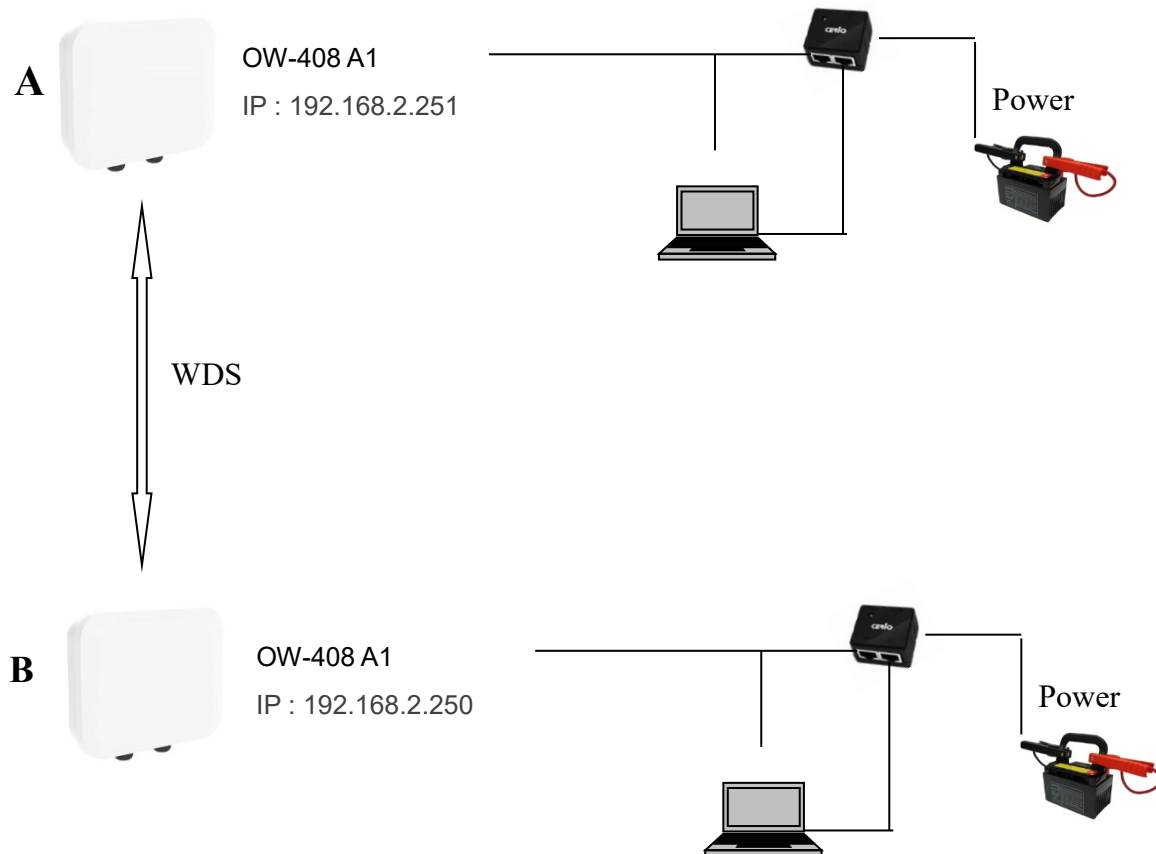 A
OW-408 A1
IP : 192.168.2.251
Power
WDS
B
OW-408 A1
IP : 192.168.2.250
Power